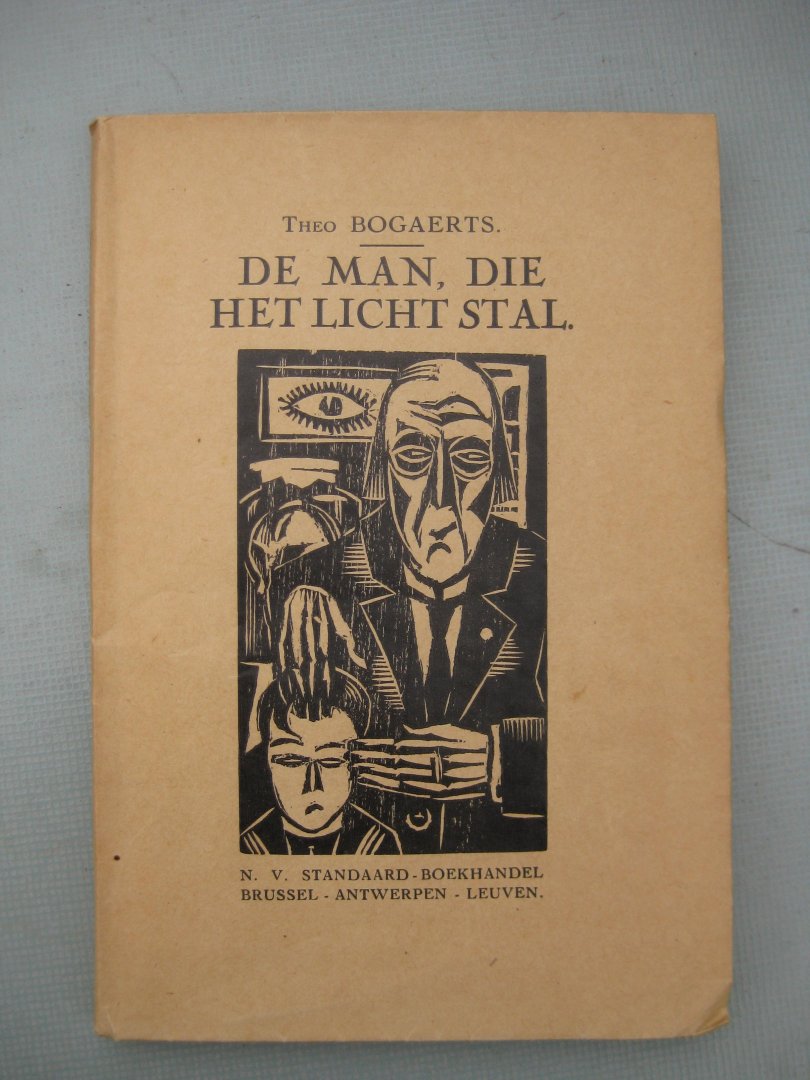 Theo BOGAERTS.
DE MAN, DIE
HET LICHT STAL.
N. V. STANDAARD-BOEKHANDEL
BRUSSEL - ANTWERPEN - LEUVEN.